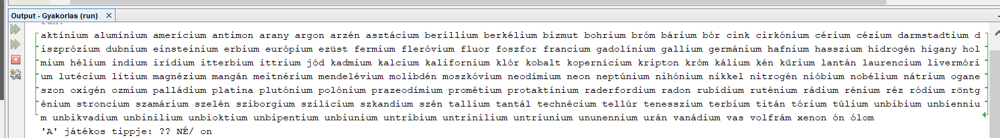 Output - Gyakorlas (run) ×
run:
aktínium alumínium amerícium antimon arany argon arzén asztácium berillium berkélium bizmut bohrium bróm bárium bór cink cirkónium cérium cézium darmstadtium d
iszprózium dubnium einsteinium erbium európium ezüst fermium fleróvium fluor foszfor francium gadolínium gallium germánium hafnium hasszium hidrogén higany hol
mium hélium indium irídium itterbium ittrium jód kadmium kalcium kalifornium klór kobalt kopernícium kripton króm kálium kén kűrium lantán laurencium livermóri
um lutécium lítium magnézium mangán meitnérium mendelévium molibdén moszkóvium neodímium neon neptúnium nihónium nikkel nitrogén nióbium nobélium nátrium ogane
szon oxigén ozmium palládium platina plutónium polónium prazeodímium prométium protaktínium raderfordium radon rubídium ruténium rádium rénium réz ródium röntg
énium stroncium szamárium szelén sziborgium szilícium szkandium szén tallium tantál technécium tellúr tenesszium terbium titán tórium túlium unbibium unbienniu
m unbikvadium unbinilium unbioktium unbipentium unbiunium untribium untrinilium untriunium ununennium urán vanádium vas volfrám xenon ón ólom
'A' játékos tippje: ?? NÉ/ on